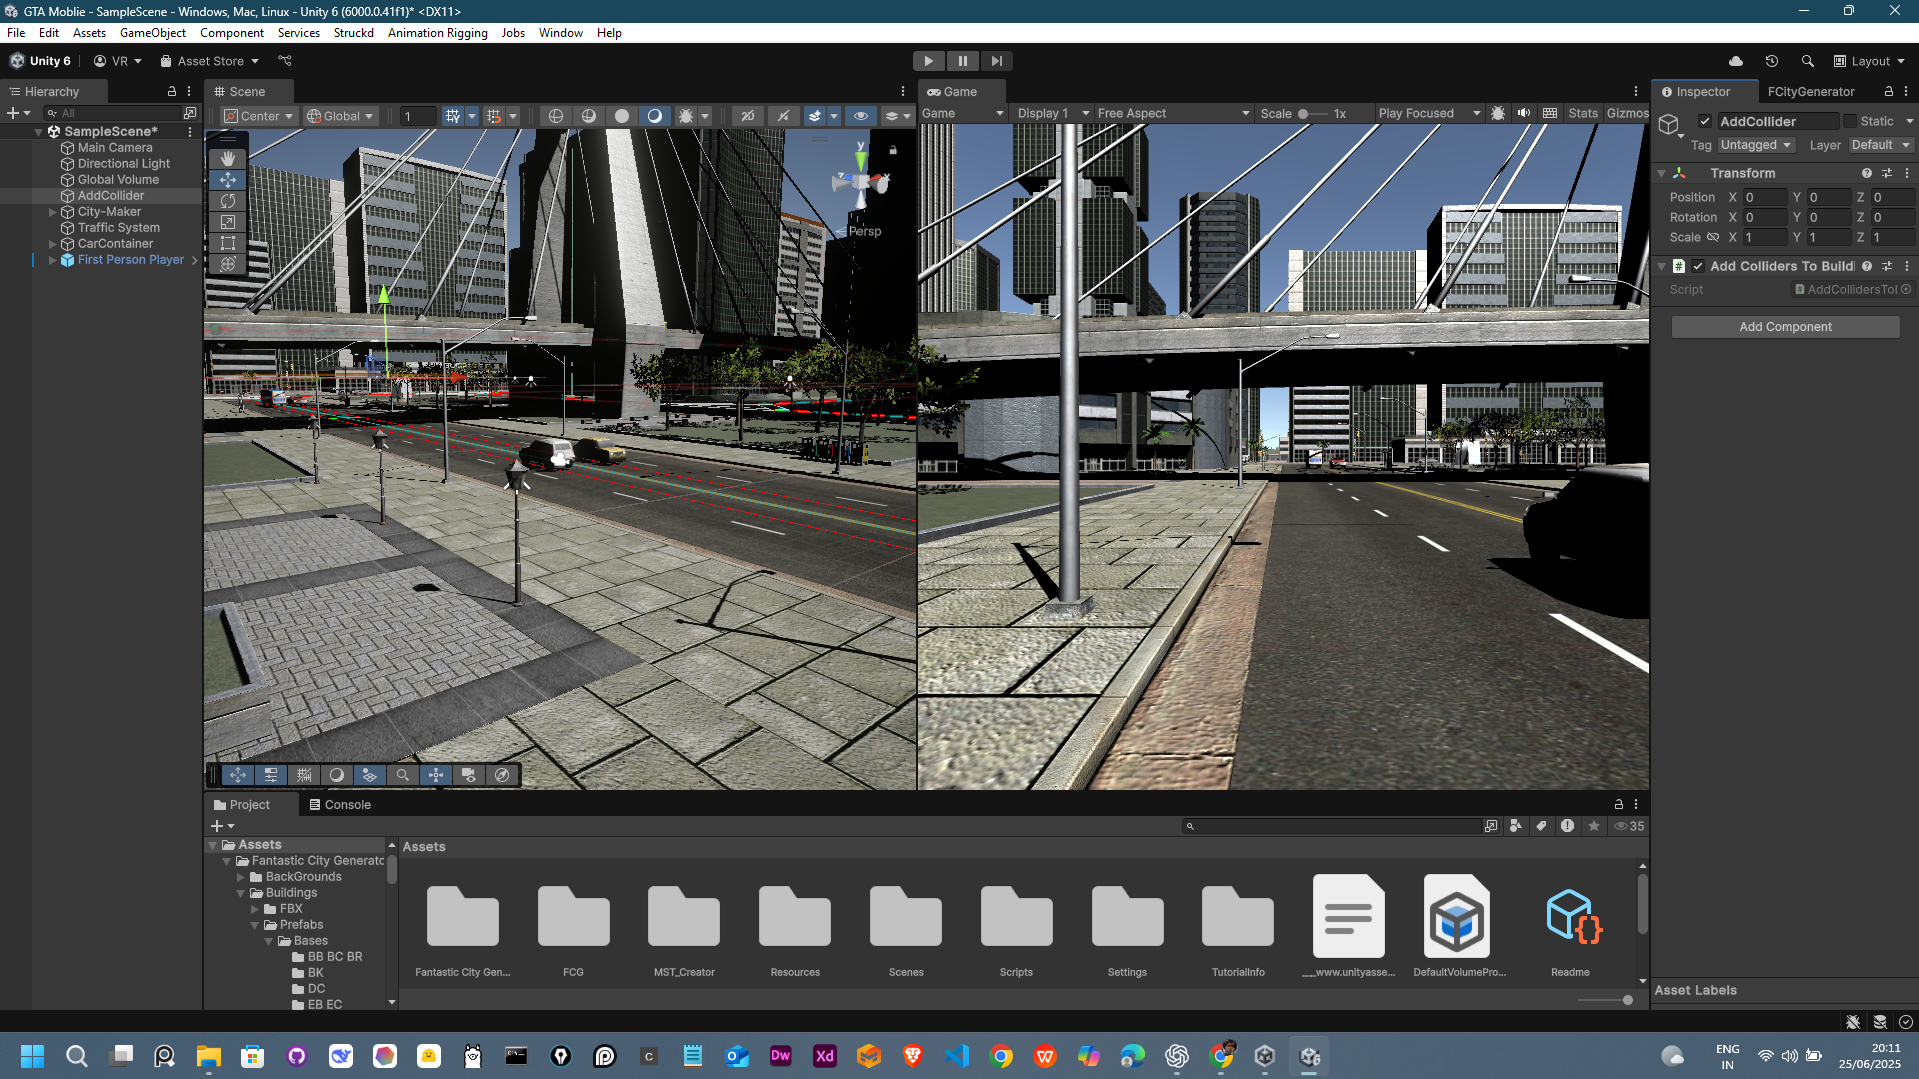 GTA Moblie - SampleScene - Windows, Mac, Linux - Unity 6 (6000.0.41f1)* <DX11>
File Edit Assets GameObject Component Services Struckd Animation Rigging Jobs Window Help
Unity 6 VR Asset Store Layout
Hierarchy
All
SampleScene*
Main Camera
Directional Light
Global Volume
AddCollider
City-Maker
Traffic System
CarContainer
First Person Player
Scene
Center Global 1 2D
y
x
z
Persp
Game
Game Display 1 Free Aspect Scale 1x Play Focused Stats Gizmos
Inspector FCityGenerator
AddCollider Static
Tag Untagged Layer Default
Transform
Position X 0 Y 0 Z 0
Rotation X 0 Y 0 Z 0
Scale X 1 Y 1 Z 1
# Add Colliders To Buildi
Script AddCollidersTol
Add Component
Project Console
35
Assets
Fantastic City Generato
BackGrounds
Buildings
FBX
Prefabs
Bases
BB BC BR
BK
DC
EB EC
Assets
Fantastic City Gen... FCG MST_Creator Resources Scenes Scripts Settings TutorialInfo __www.unityasse... DefaultVolumePro... Readme
Asset Labels
Dw Xd
ENG
IN
20:11
25/06/2025